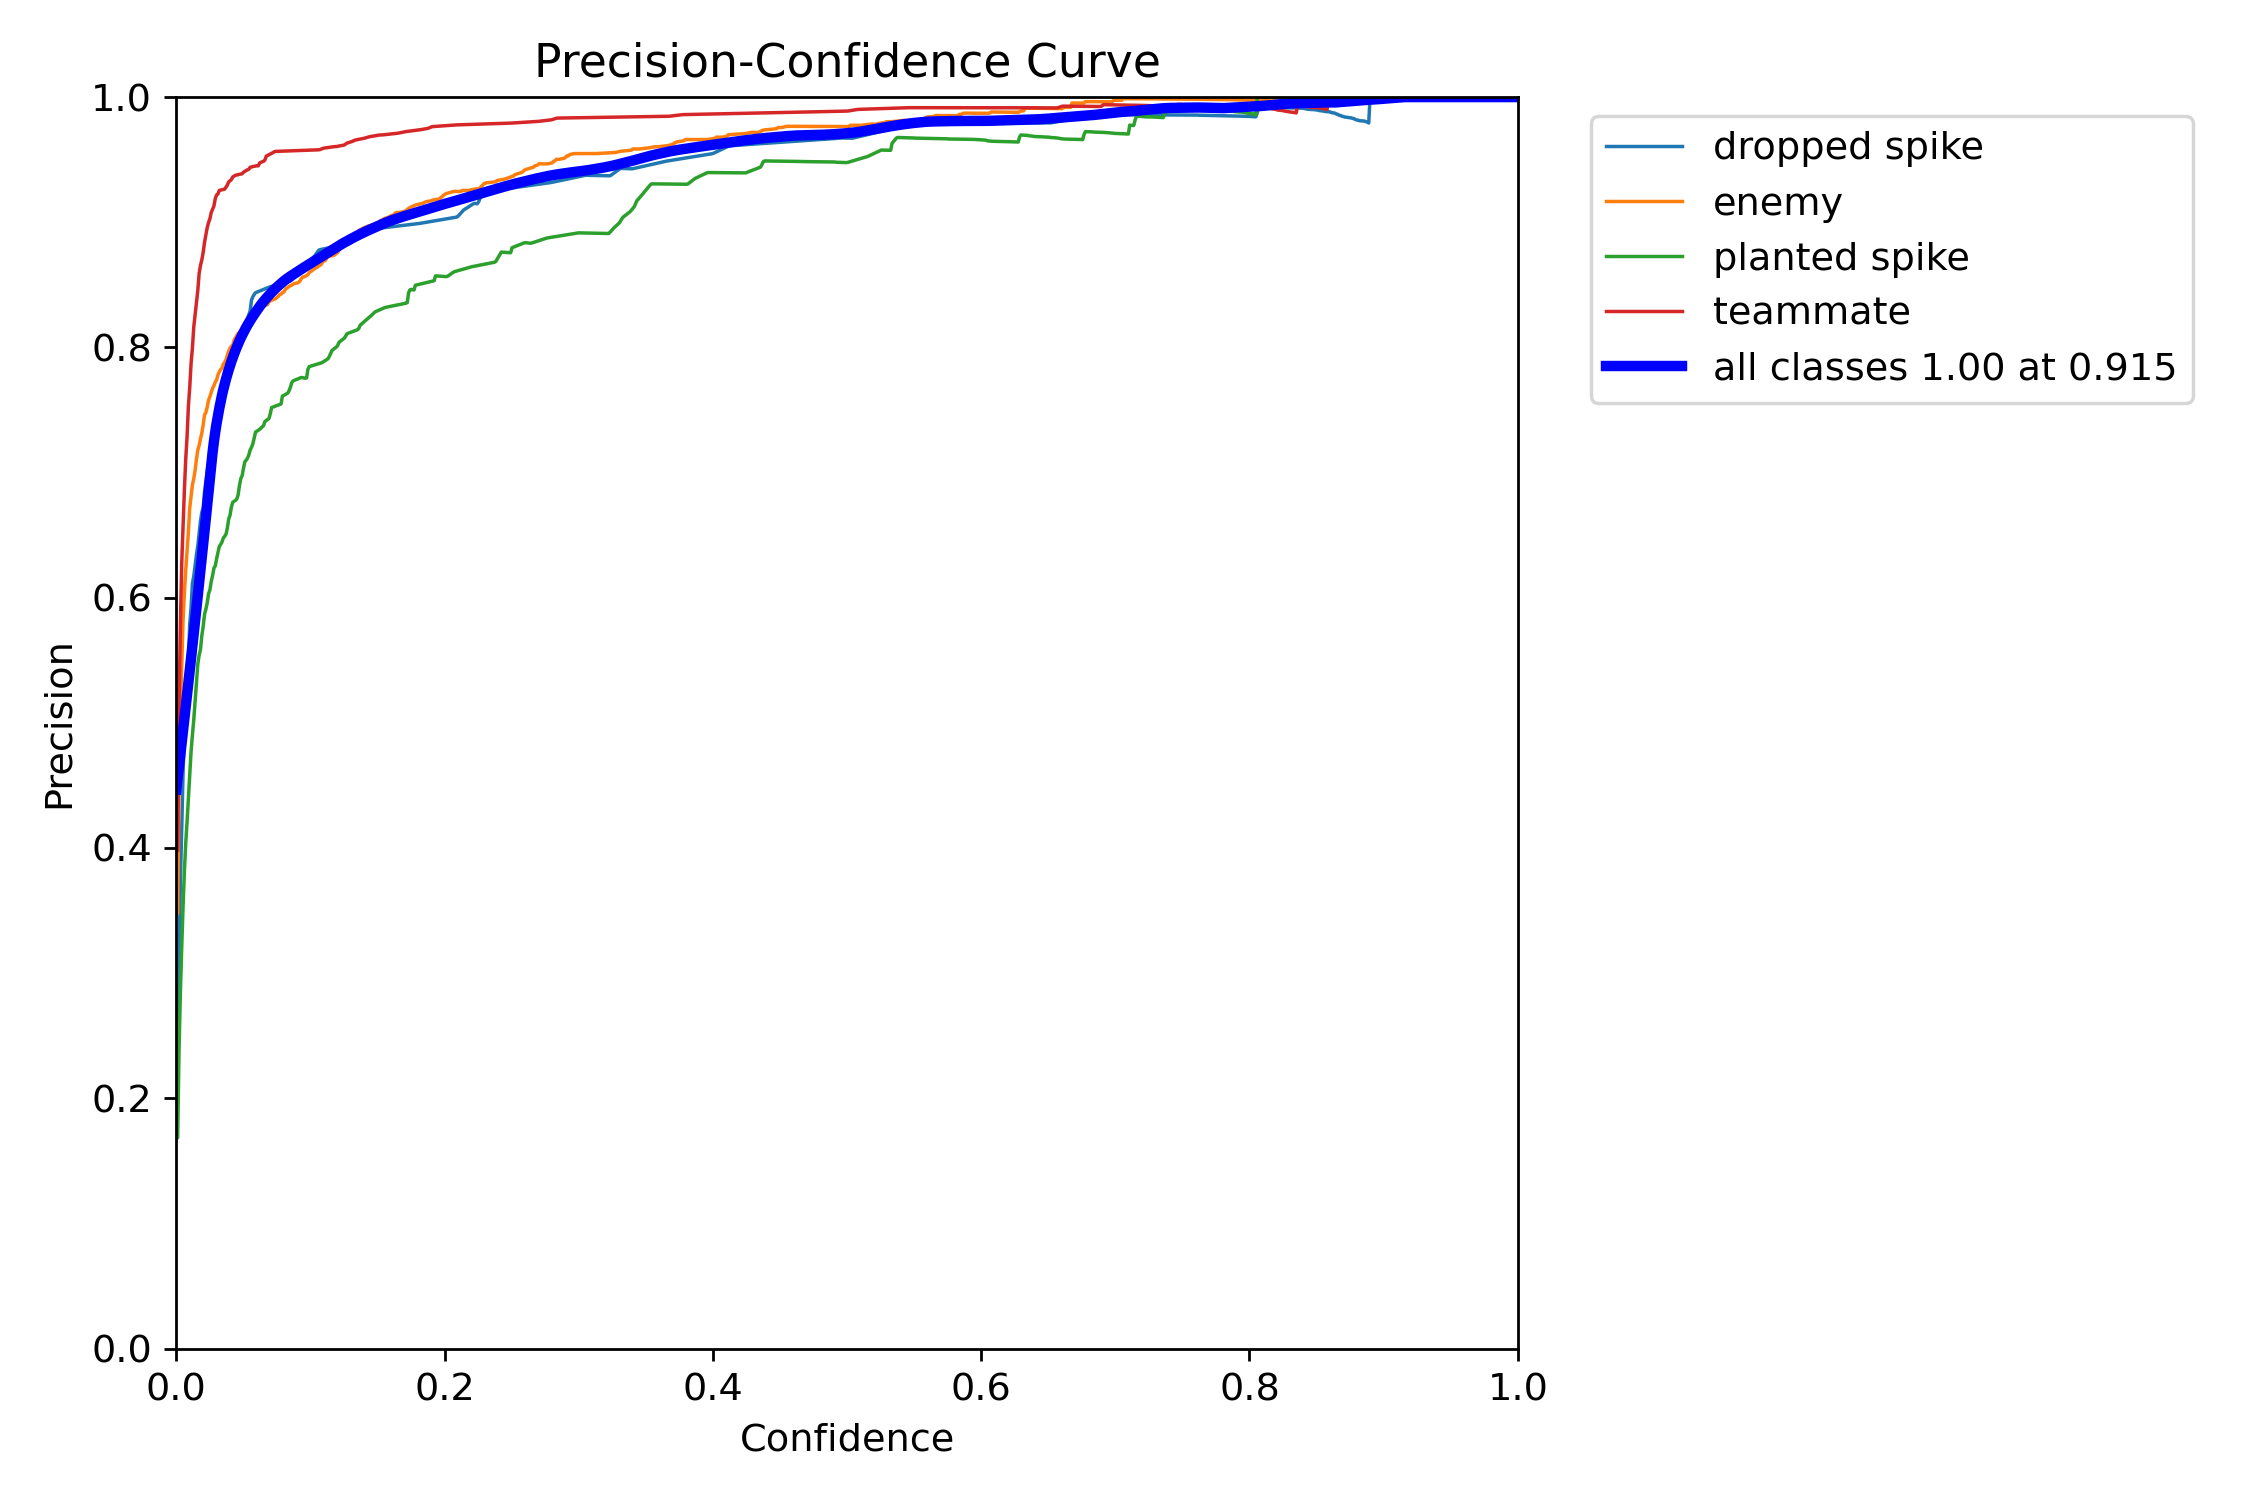 Precision-Confidence Curve
1.0
0.8
0.6
0.4
0.2
0.0
Precision
0.0 0.2 0.4 0.6 0.8 1.0
Confidence
dropped spike
enemy
planted spike
teammate
all classes 1.00 at 0.915